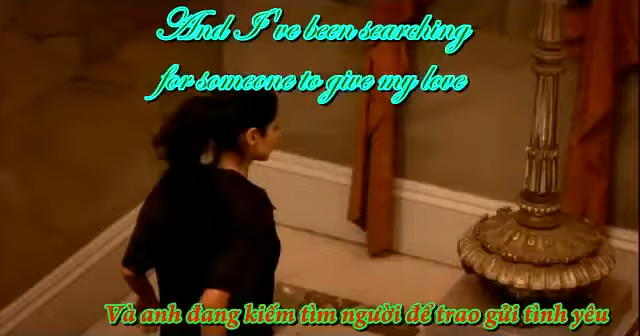 And I've been searching
for someone to give my love
Và anh đang kiếm tìm người để trao gửi tình yêu